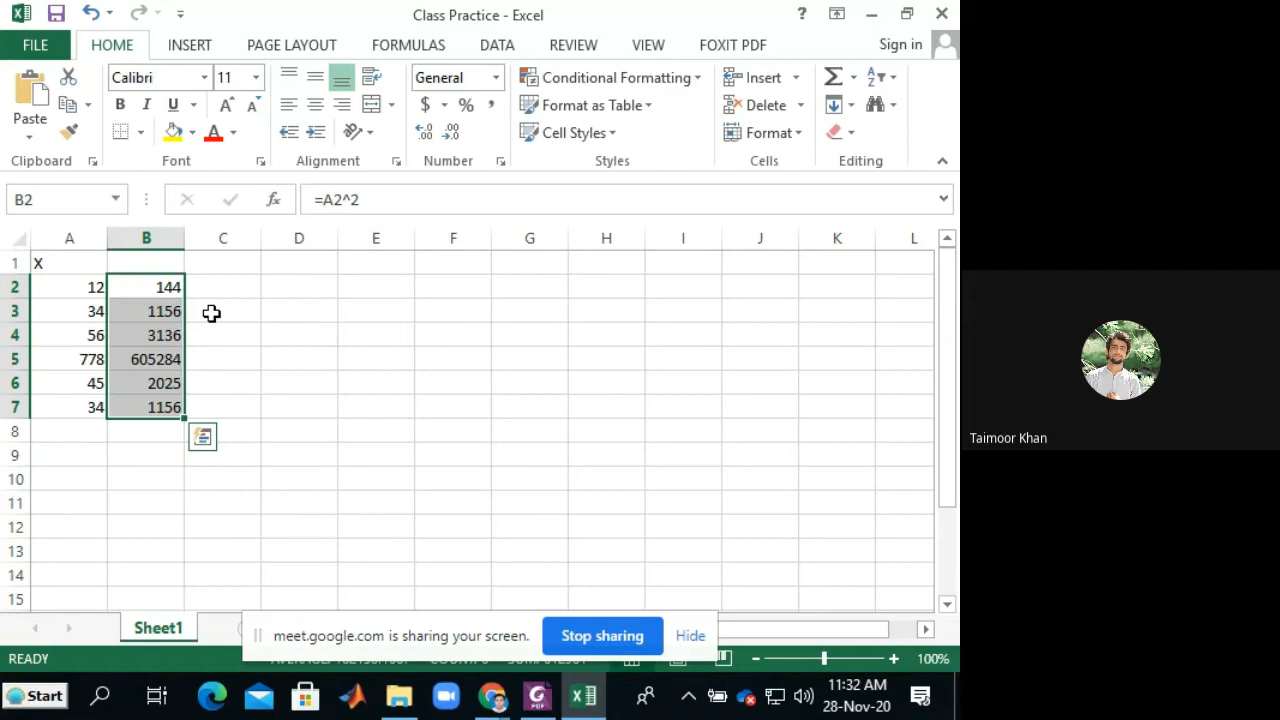 Class Practice - Excel
?
FILE HOME INSERT PAGE LAYOUT FORMULAS DATA REVIEW VIEW FOXIT PDF Sign in
Paste
Calibri 11
B I U A A
A
General
$ % ,
Conditional Formatting
Format as Table
Cell Styles
Insert
Delete
Format
Clipboard Font Alignment Number Styles Cells Editing
B2 fx =A2^2
A B C D E F G H I J K L
1 X
2 12 144
3 34 1156
4 56 3136
5 778 605284
6 45 2025
7 34 1156
8
9
10
11
12
13
14
15
Sheet1
meet.google.com is sharing your screen. Stop sharing Hide
READY 100%
Start
11:32 AM
28-Nov-20
Taimoor Khan